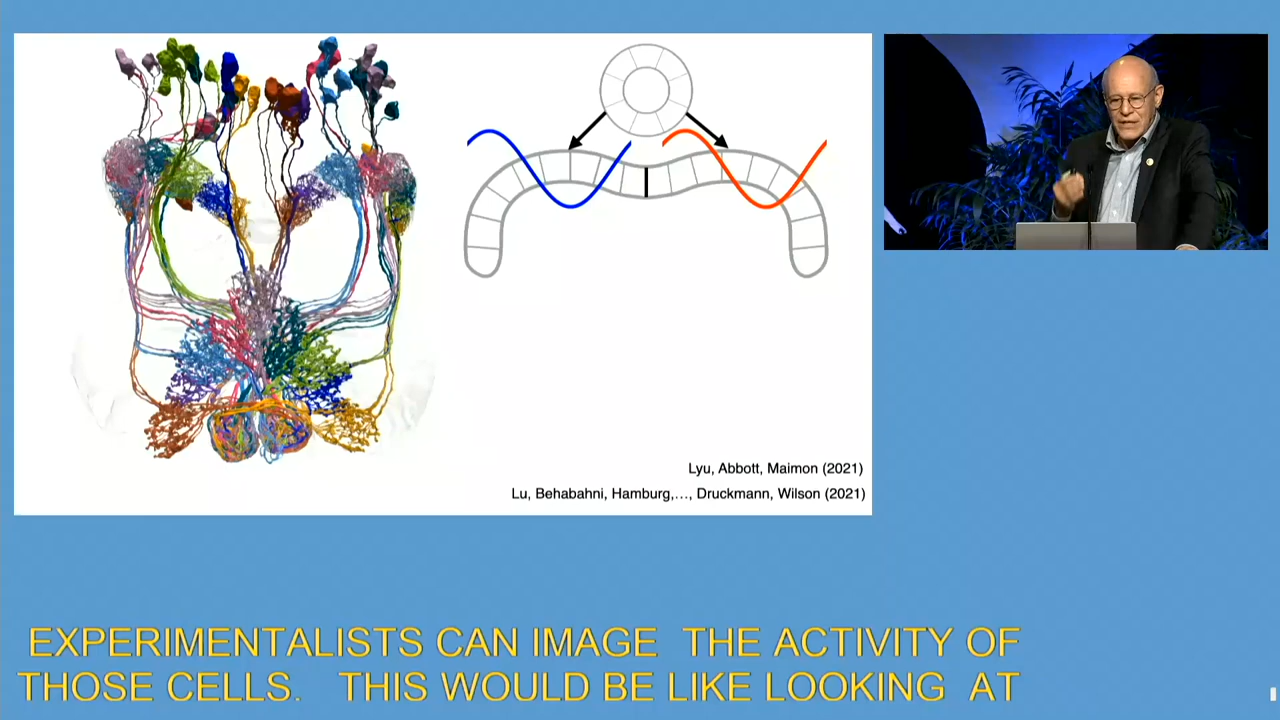 Lyu, Abbott, Maimon (2021)
Lu, Behabahni, Hamburg,..., Druckmann, Wilson (2021)
EXPERIMENTALISTS CAN IMAGE THE ACTIVITY OF
THOSE CELLS. THIS WOULD BE LIKE LOOKING AT